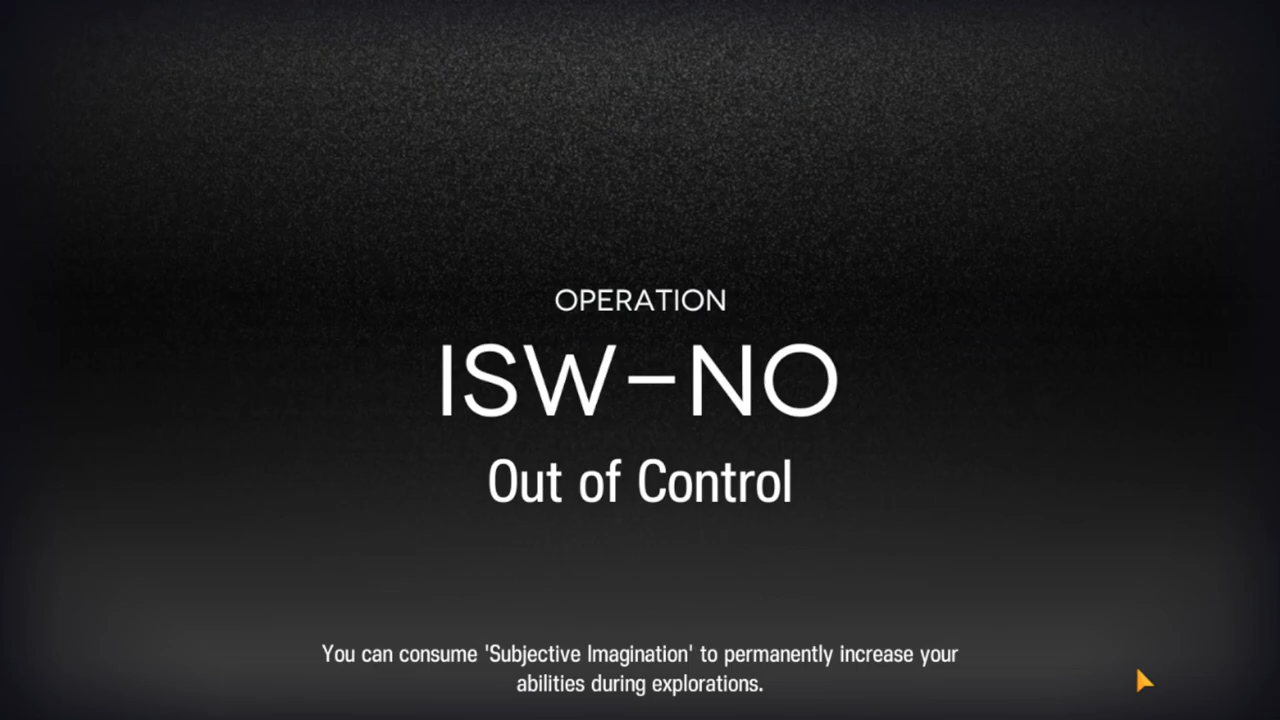 OPERATION
ISW-NO
Out of Control
You can consume 'Subjective Imagination' to permanently increase your
abilities during explorations.